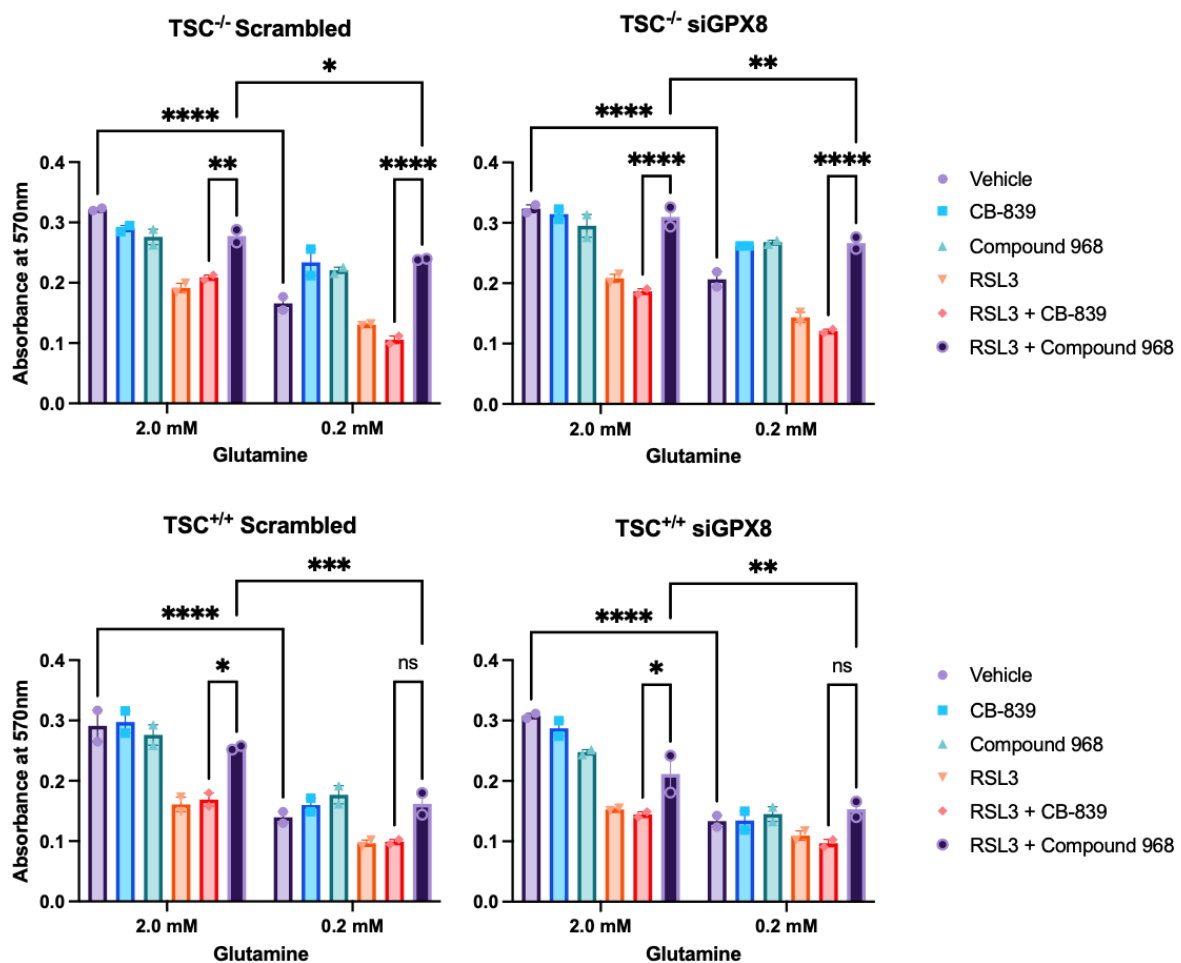 TSC-/- Scrambled
TSC-/- siGPX8
*
**
****
****
**
****
****
****
Absorbance at 570nm
0.4
0.3
0.2
0.1
0.0
0.4
0.3
0.2
0.1
0.0
2.0 mM
0.2 mM
Glutamine
2.0 mM
0.2 mM
Glutamine
Vehicle
CB-839
Compound 968
RSL3
RSL3 + CB-839
RSL3 + Compound 968
TSC+/+ Scrambled
TSC+/+ siGPX8
***
**
****
****
*
ns
*
ns
Absorbance at 570nm
0.4
0.3
0.2
0.1
0.0
0.4
0.3
0.2
0.1
0.0
2.0 mM
0.2 mM
Glutamine
2.0 mM
0.2 mM
Glutamine
Vehicle
CB-839
Compound 968
RSL3
RSL3 + CB-839
RSL3 + Compound 968